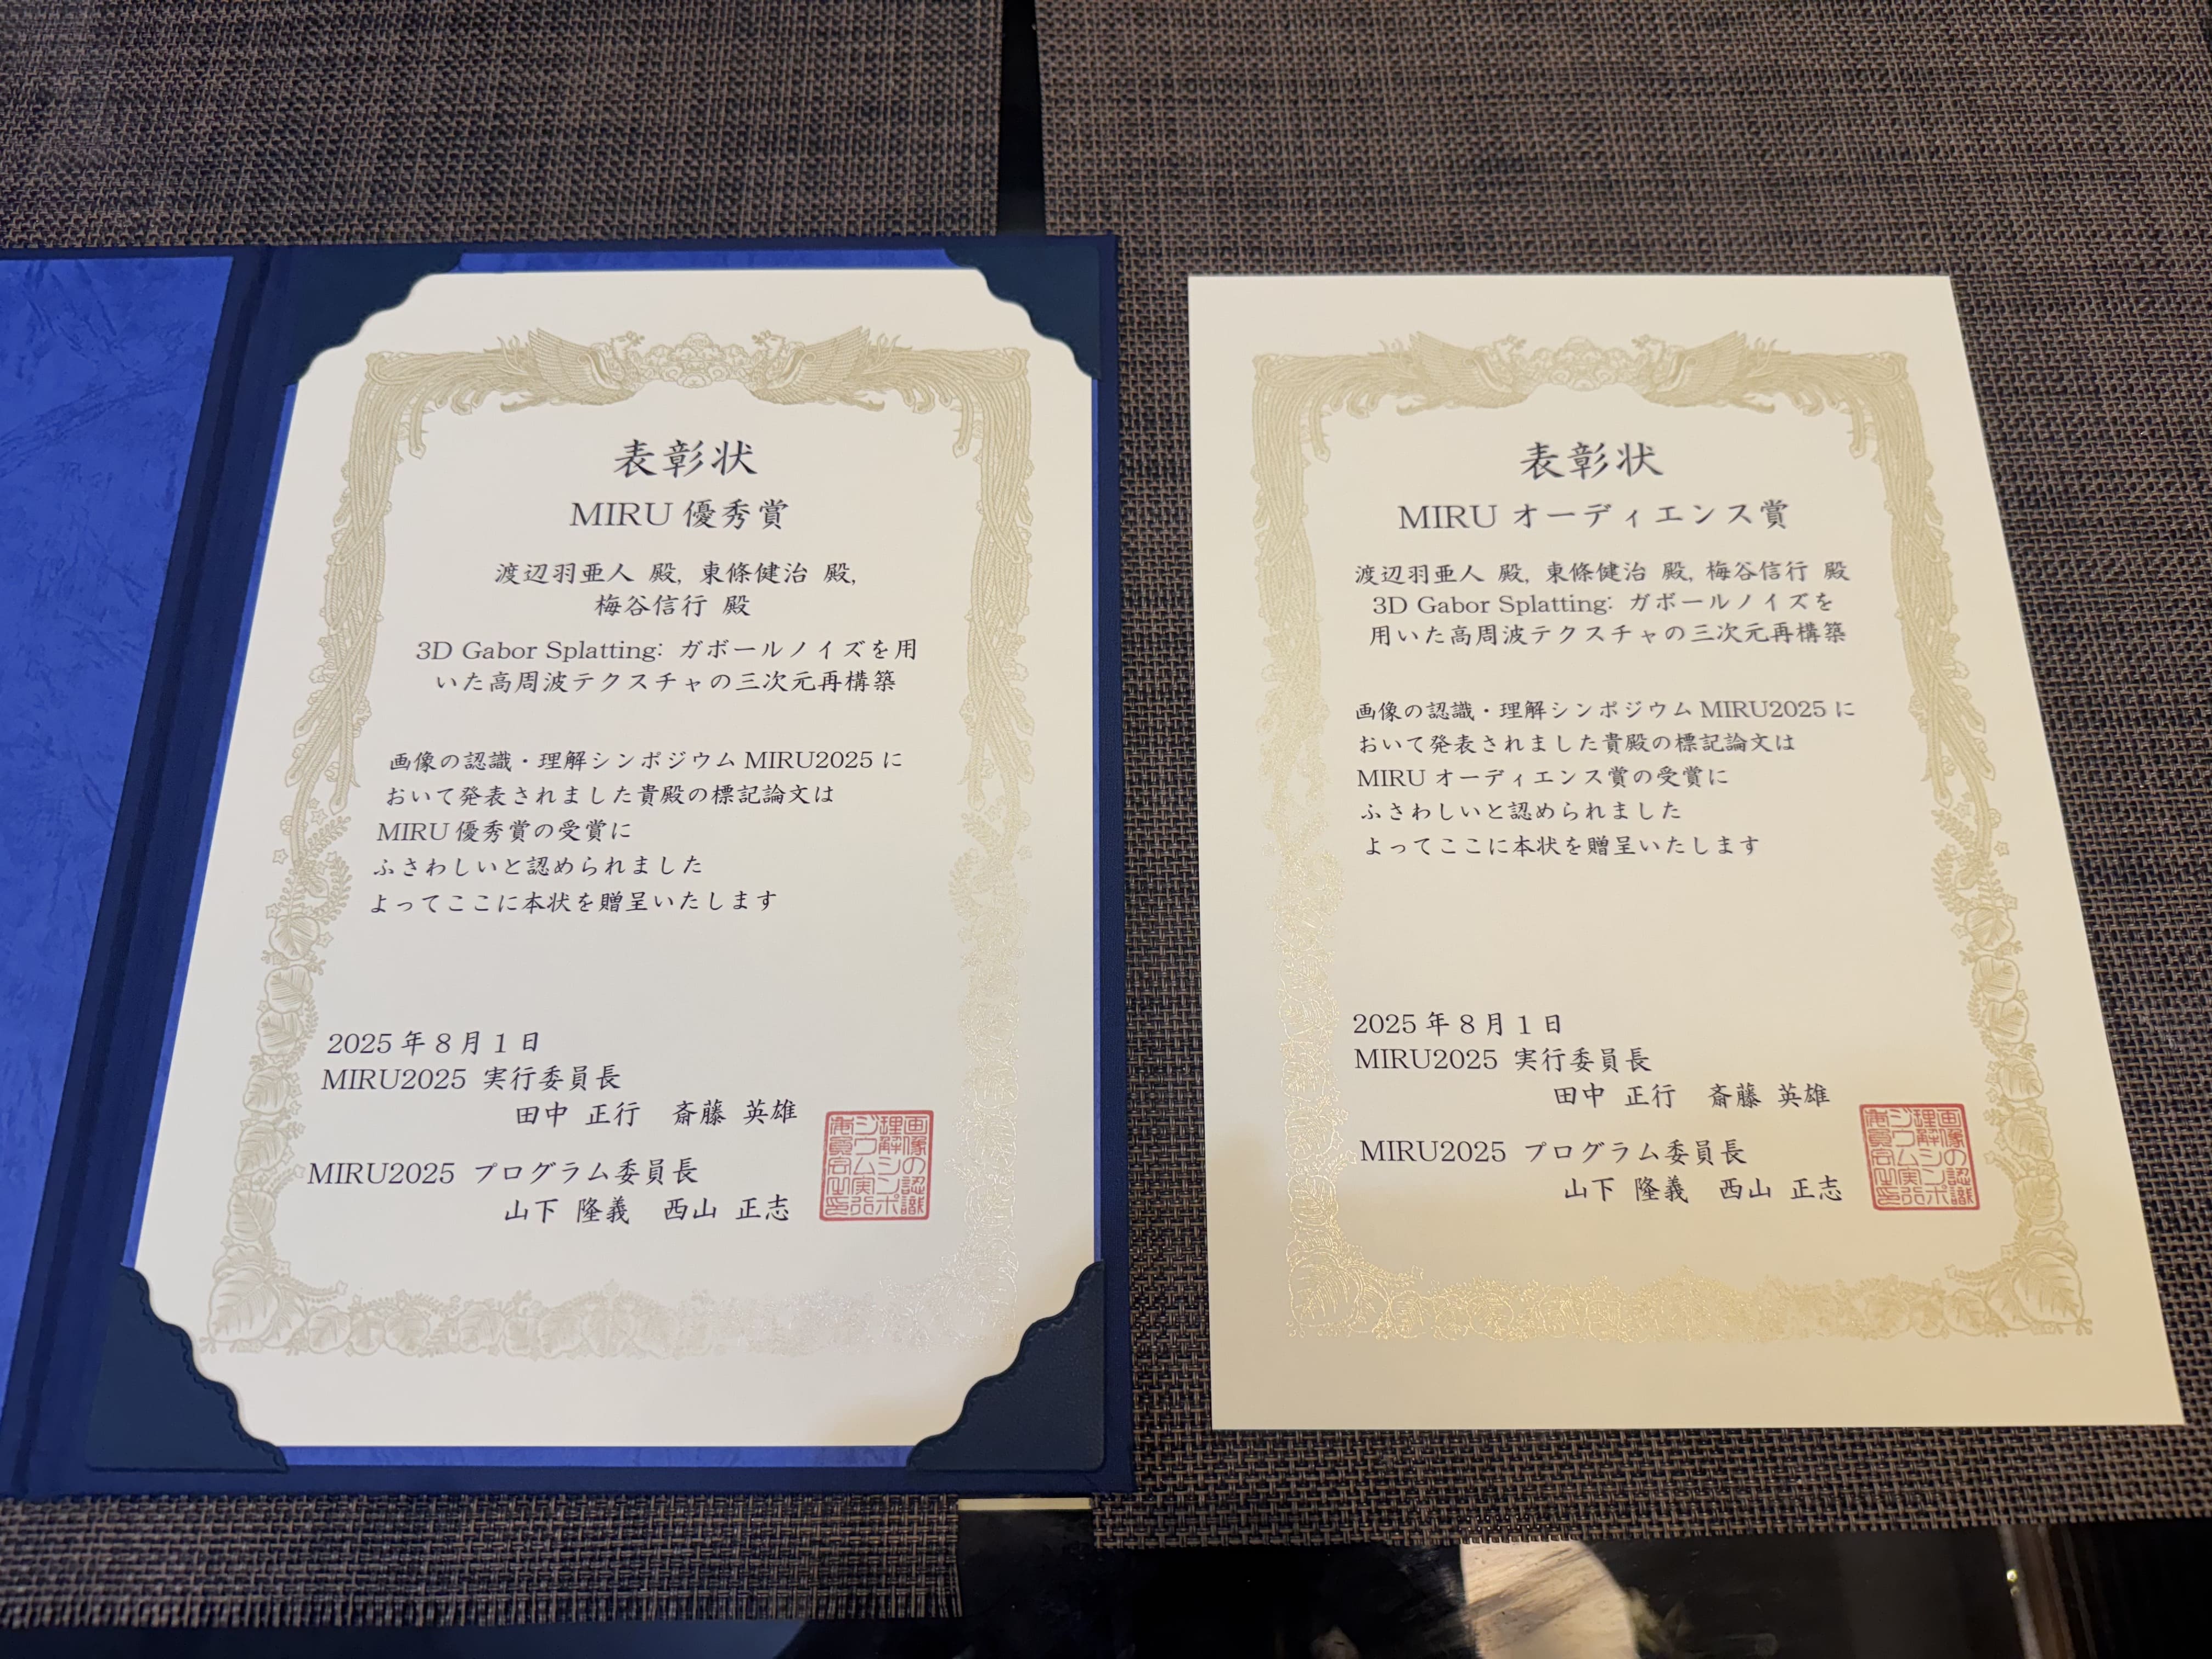 表彰状
MIRU 優秀賞
渡辺羽亜人 殿, 東條健治 殿,
梅谷信行 殿
3D Gabor Splatting: ガボールノイズを用
いた高周波テクスチャの三次元再構築
画像の認識・理解シンポジウム MIRU2025 に
おいて発表されました貴殿の標記論文は
MIRU 優秀賞の受賞に
ふさわしいと認められました
よってここに本状を贈呈いたします
2025 年 8 月 1 日
MIRU2025 実行委員長
田中 正行 斎藤 英雄
MIRU2025 プログラム委員長
山下 隆義 西山 正志
画像の認識
理解シンポ
ジウム実行
表彰状
MIRU オーディエンス賞
渡辺羽亜人 殿, 東條健治 殿, 梅谷信行 殿
3D Gabor Splatting: ガボールノイズを
用いた高周波テクスチャの三次元再構築
画像の認識・理解シンポジウム MIRU2025 に
おいて発表されました貴殿の標記論文は
MIRU オーディエンス賞の受賞に
ふさわしいと認められました
よってここに本状を贈呈いたします
2025 年 8 月 1 日
MIRU2025 実行委員長
田中 正行 斎藤 英雄
MIRU2025 プログラム委員長
山下 隆義 西山 正志
画像の認識
理解シンポ
ジウム実行